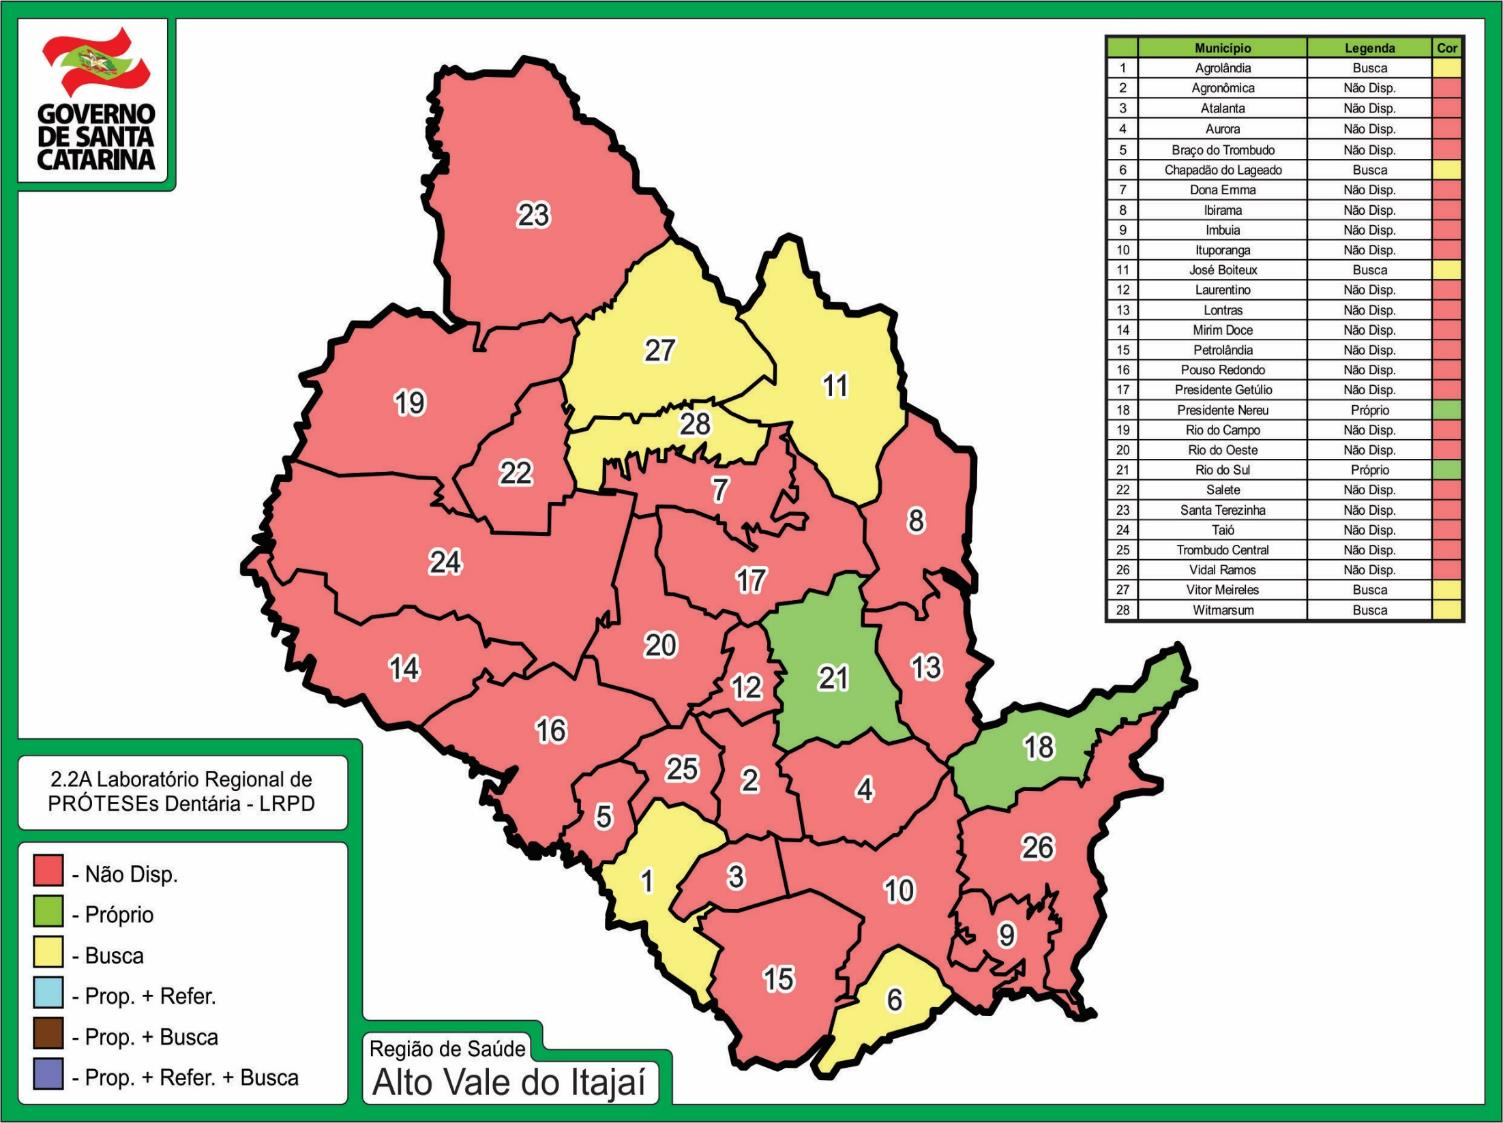 GOVERNO
DE SANTA
CATARINA
Município Legenda Cor
1 Agrolândia Busca
2 Agronômica Não Disp.
3 Atalanta Não Disp.
4 Aurora Não Disp.
5 Braço do Trombudo Não Disp.
6 Chapadão do Lageado Busca
7 Dona Emma Não Disp.
8 Ibirama Não Disp.
9 Imbuia Não Disp.
10 Ituporanga Não Disp.
11 José Boiteux Busca
12 Laurentino Não Disp.
13 Lontras Não Disp.
14 Mirim Doce Não Disp.
15 Petrolândia Não Disp.
16 Pouso Redondo Não Disp.
17 Presidente Getúlio Não Disp.
18 Presidente Nereu Próprio
19 Rio do Campo Não Disp.
20 Rio do Oeste Não Disp.
21 Rio do Sul Próprio
22 Salete Não Disp.
23 Santa Terezinha Não Disp.
24 Taió Não Disp.
25 Trombudo Central Não Disp.
26 Vidal Ramos Não Disp.
27 Vitor Meireles Busca
28 Witmarsum Busca
23
27
11
19
28
22
7
8
24
17
20
14
12
21
13
16
18
25
2
4
5
26
1
3
10
9
15
6
2.2A Laboratório Regional de
PRÓTESEs Dentária - LRPD
- Não Disp.
- Próprio
- Busca
- Prop. + Refer.
- Prop. + Busca
- Prop. + Refer. + Busca
Região de Saúde
Alto Vale do Itajaí